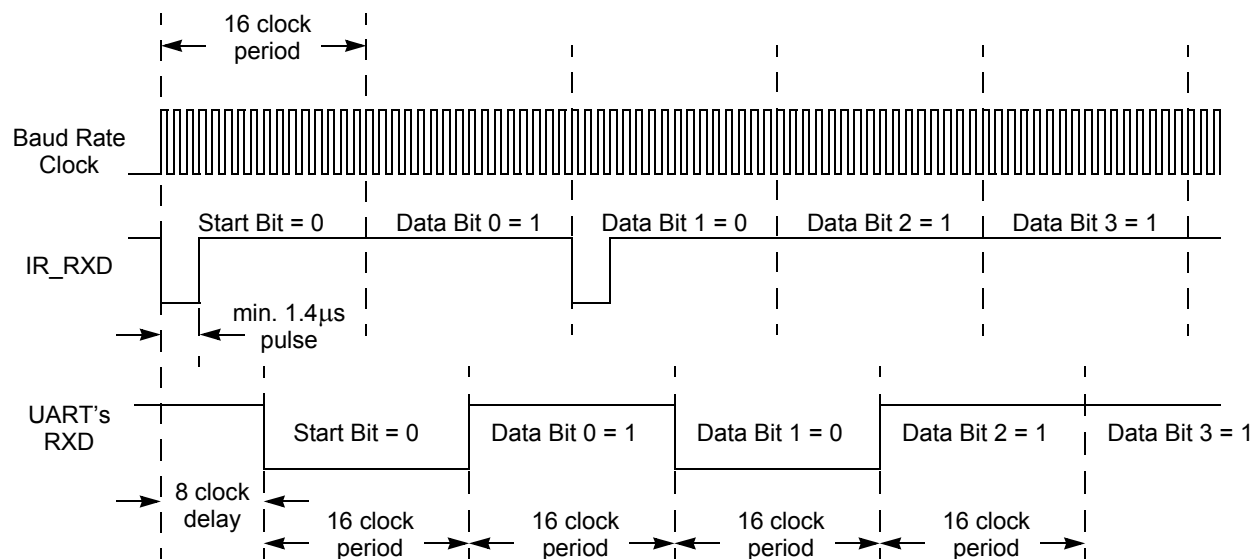 16 clock
period
Baud Rate
Clock
Start Bit = 0
Data Bit 0 = 1
Data Bit 1 = 0
Data Bit 2 = 1
Data Bit 3 = 1
IR_RXD
min. 1.4μs
pulse
UART's
RXD
Start Bit = 0
Data Bit 0 = 1
Data Bit 1 = 0
Data Bit 2 = 1
Data Bit 3 = 1
8 clock
delay
16 clock
period
16 clock
period
16 clock
period
16 clock
period